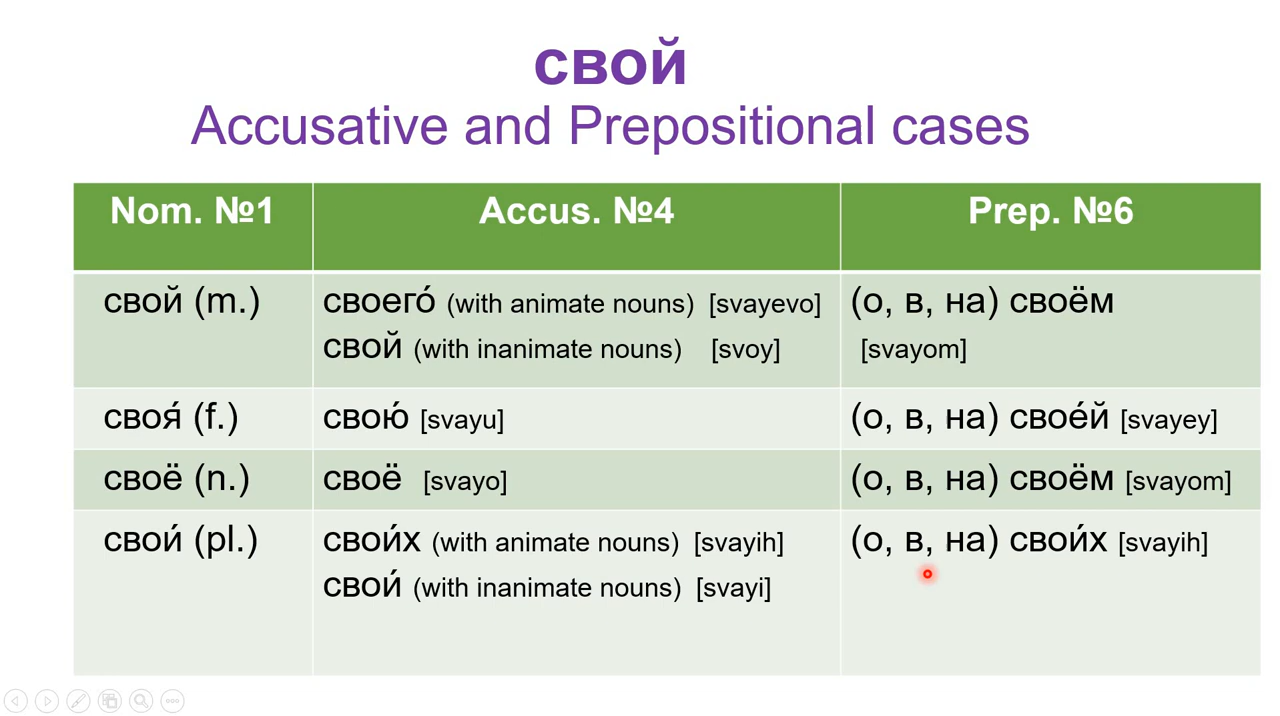 свой
Accusative and Prepositional cases
Nom. №1 Accus. №4 Prep. №6
свой (m.) своего́ (with animate nouns) [svayevo] (о, в, на) своём
свой (with inanimate nouns) [svoy] [svayom]
своя́ (f.) свою́ [svayu] (о, в, на) свое́й [svayey]
своё (n.) своё [svayo] (о, в, на) своём [svayom]
свои́ (pl.) свои́х (with animate nouns) [svayih] (о, в, на) свои́х [svayih]
свои́ (with inanimate nouns) [svayi]